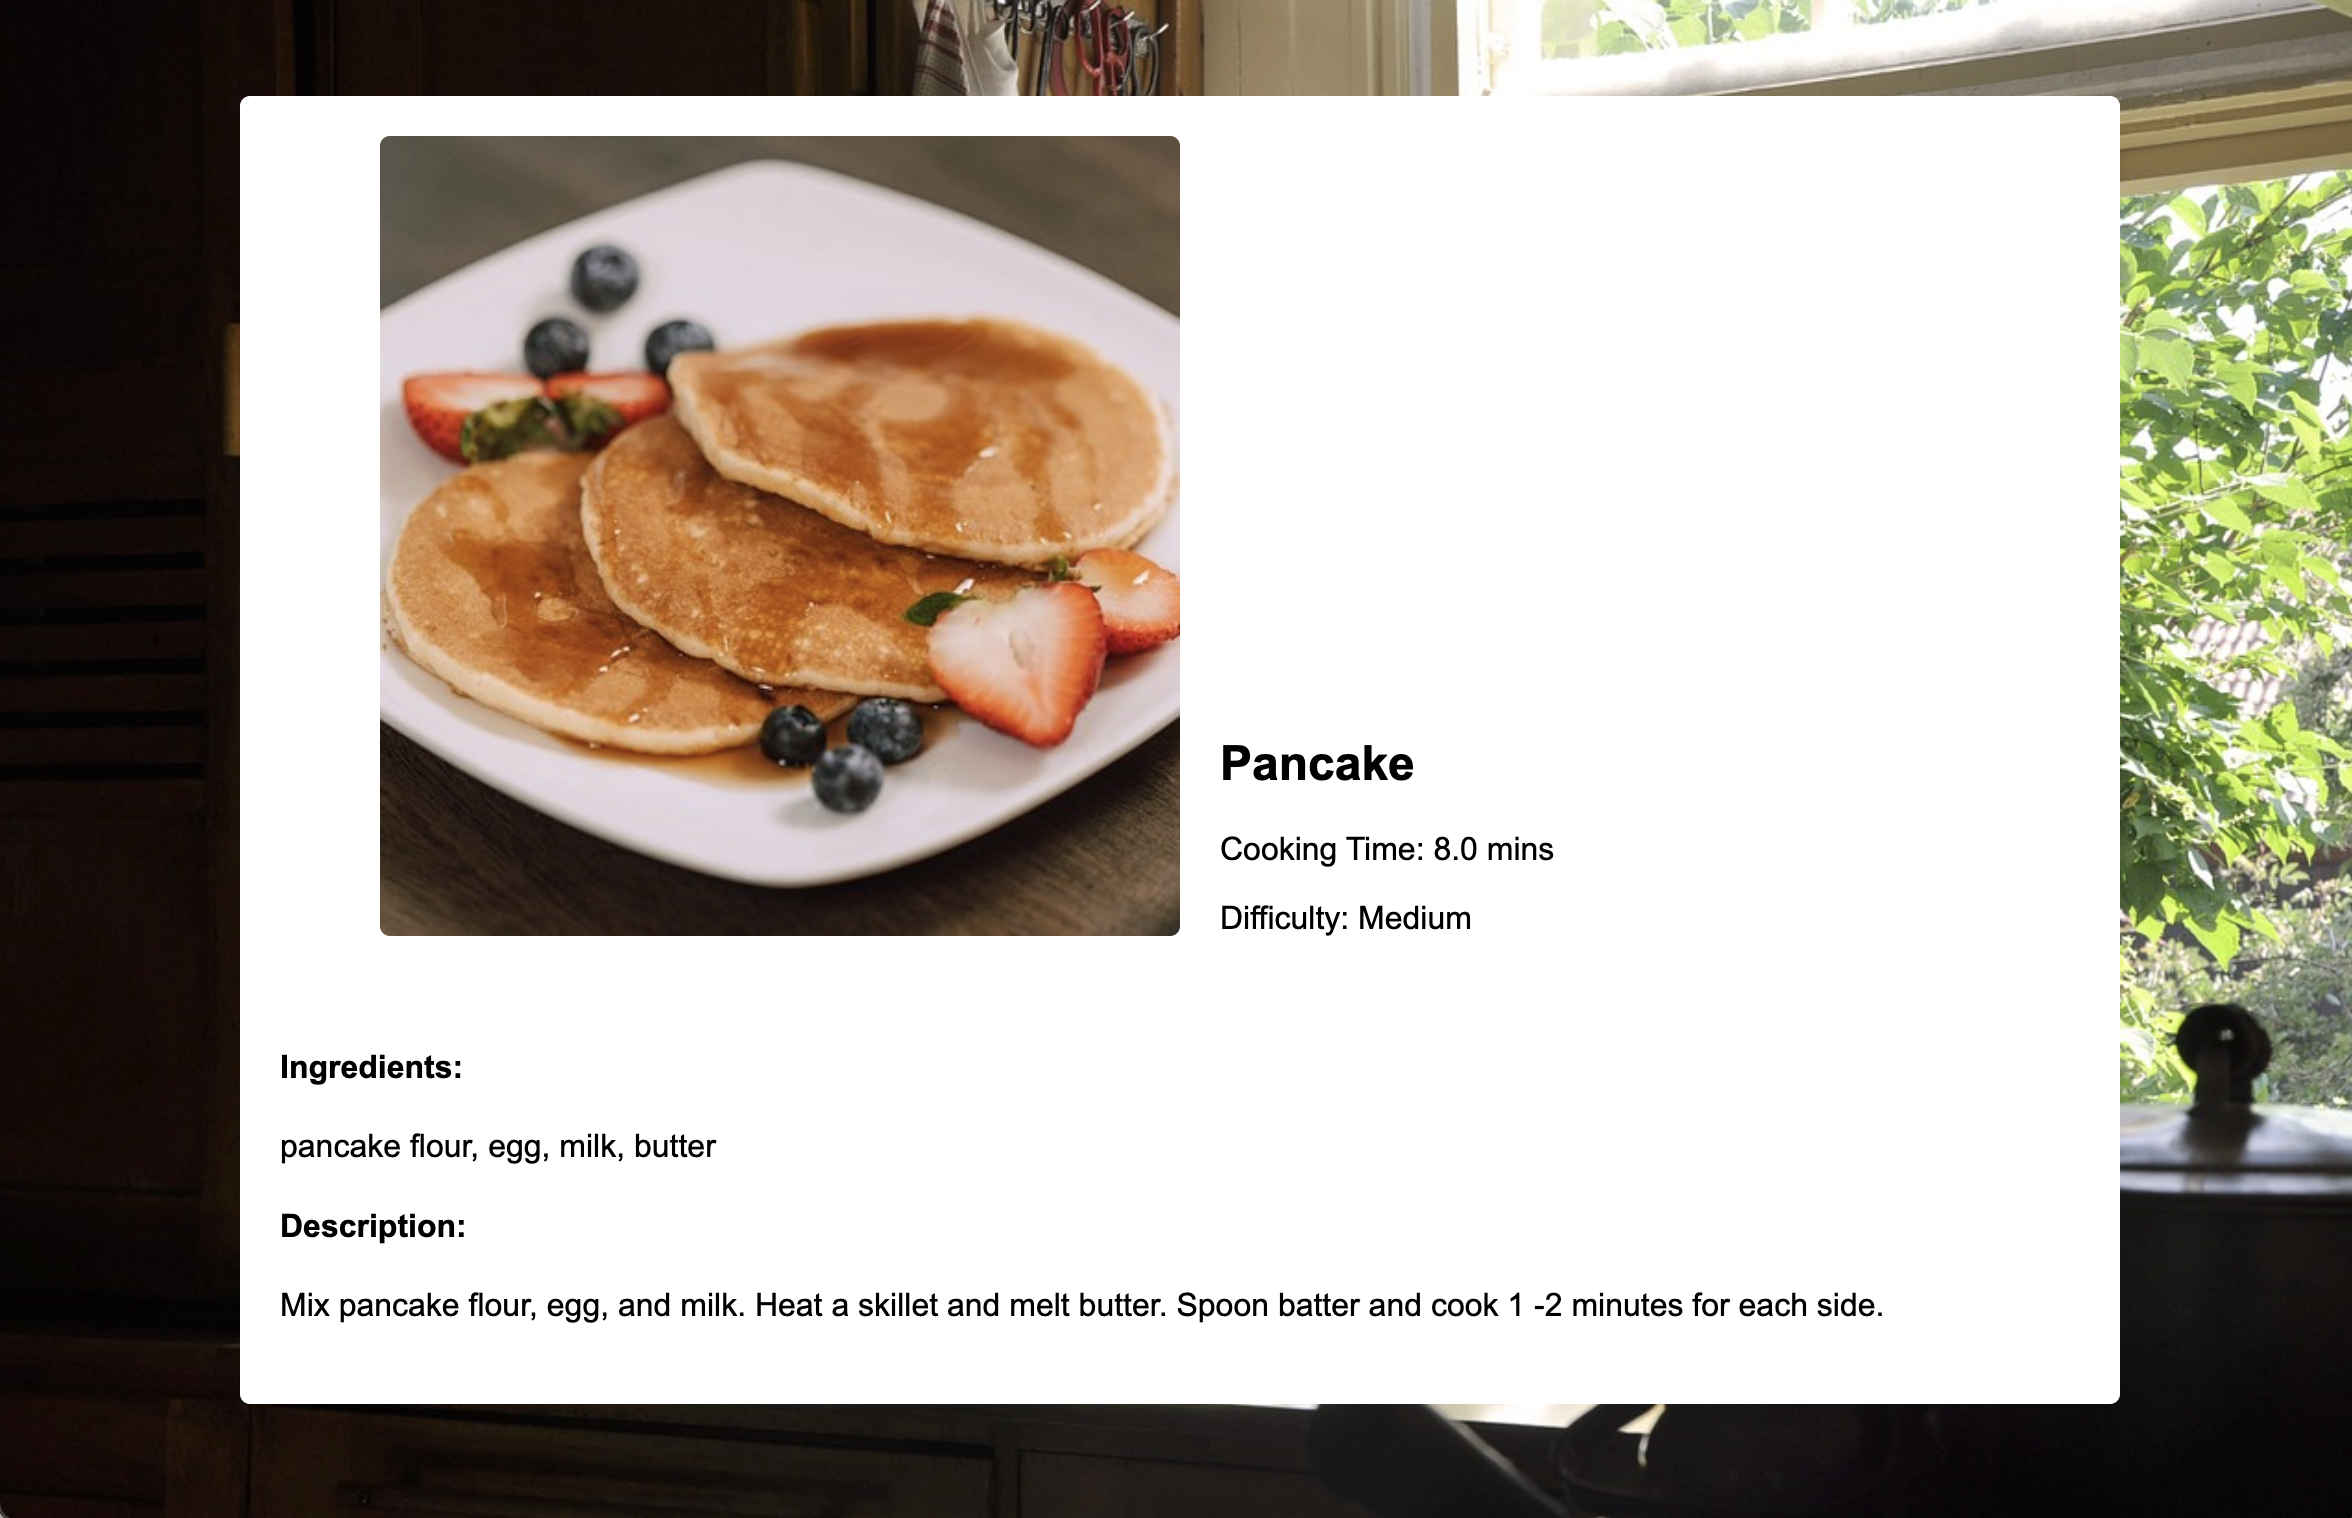 Pancake
Cooking Time: 8.0 mins
Difficulty: Medium
Ingredients:
pancake flour, egg, milk, butter
Description:
Mix pancake flour, egg, and milk. Heat a skillet and melt butter. Spoon batter and cook 1 -2 minutes for each side.